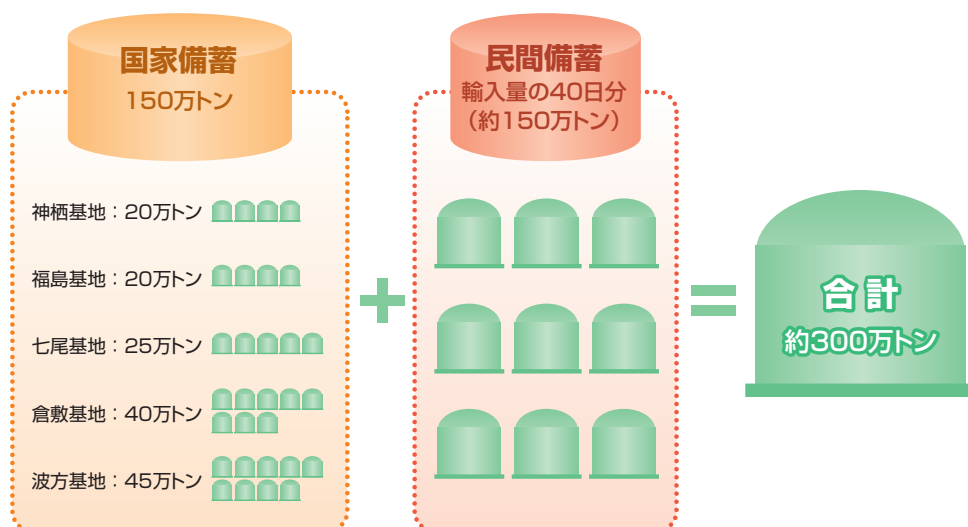 国家備蓄
150万トン
神栖基地：20万トン
福島基地：20万トン
七尾基地：25万トン
倉敷基地：40万トン
波方基地：45万トン
+
民間備蓄
輸入量の40日分
（約150万トン）
=
合計
約300万トン